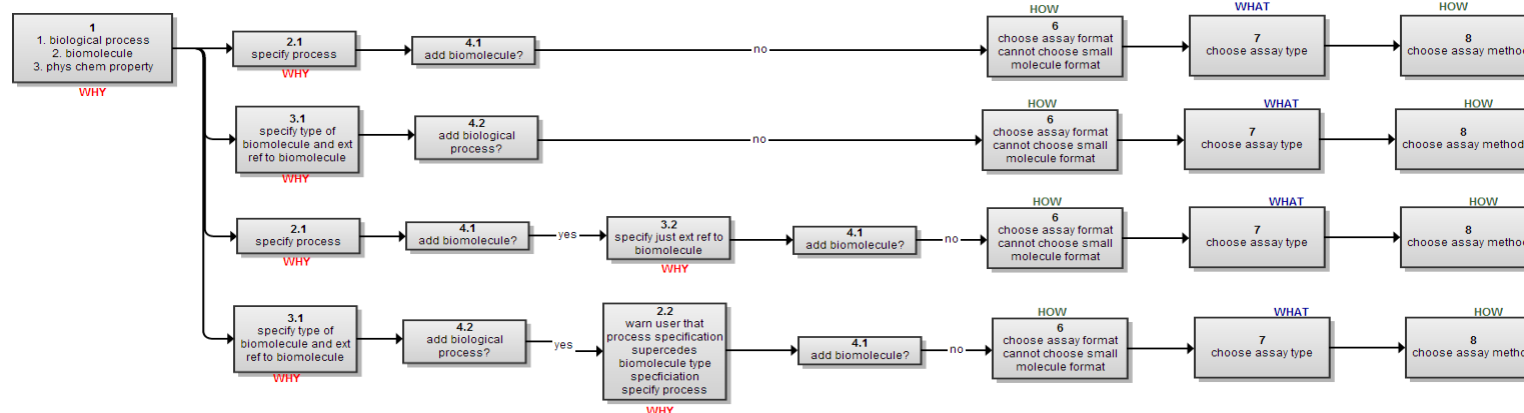 1
1. biological process
2. biomolecule
3. phys chem property
WHY
2.1
specify process
WHY
4.1
add biomolecule?
no
HOW
6
choose assay format
cannot choose small
molecule format
WHAT
7
choose assay type
HOW
8
choose assay method
3.1
specify type of
biomolecule and ext
ref to biomolecule
WHY
4.2
add biological
process?
no
HOW
6
choose assay format
cannot choose small
molecule format
WHAT
7
choose assay type
HOW
8
choose assay method
2.1
specify process
WHY
4.1
add biomolecule?
yes
3.2
specify just ext ref to
biomolecule
WHY
4.1
add biomolecule?
no
HOW
6
choose assay format
cannot choose small
molecule format
WHAT
7
choose assay type
HOW
8
choose assay method
3.1
specify type of
biomolecule and ext
ref to biomolecule
WHY
4.2
add biological
process?
yes
2.2
warn user that
process specification
supercedes
biomolecule type
specficiation
specify process
WHY
4.1
add biomolecule?
no
HOW
6
choose assay format
cannot choose small
molecule format
WHAT
7
choose assay type
HOW
8
choose assay method